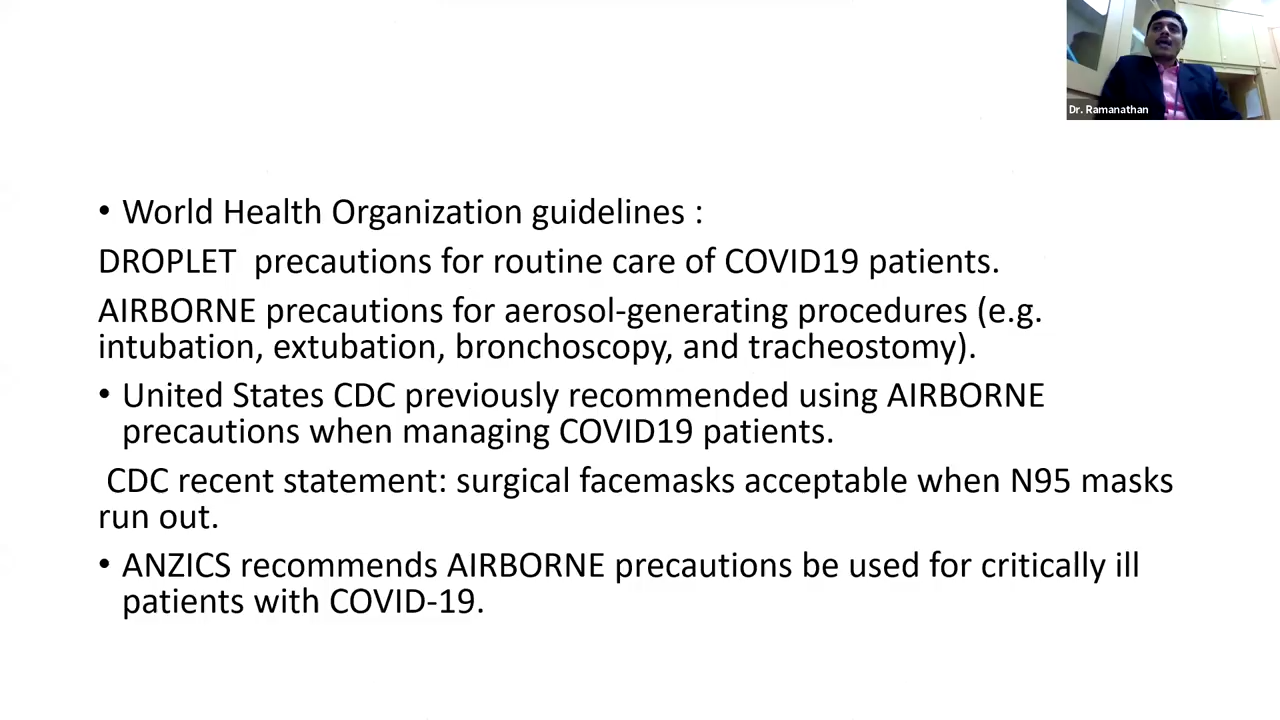 Dr. Ramanathan
• World Health Organization guidelines :
DROPLET  precautions for routine care of COVID19 patients.
AIRBORNE precautions for aerosol-generating procedures (e.g.
intubation, extubation, bronchoscopy, and tracheostomy).
• United States CDC previously recommended using AIRBORNE
precautions when managing COVID19 patients.
CDC recent statement: surgical facemasks acceptable when N95 masks
run out.
• ANZICS recommends AIRBORNE precautions be used for critically ill
patients with COVID-19.